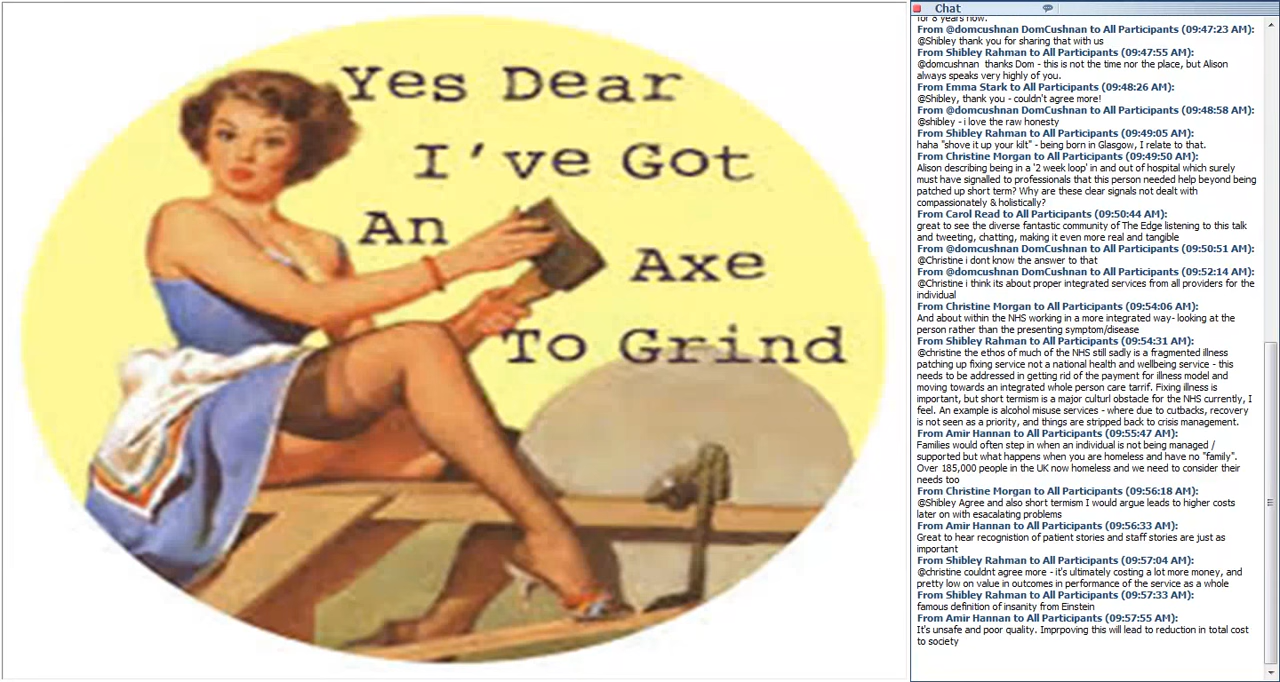 Yes Dear
I've Got
An
Axe
To Grind
Chat
for 8 years now.
From @domcushnan DomCushnan to All Participants (09:47:23 AM):
@Shibley thank you for sharing that with us
From Shibley Rahman to All Participants (09:47:55 AM):
@domcushnan  thanks Dom - this is not the time nor the place, but Alison
always speaks very highly of you.
From Emma Stark to All Participants (09:48:26 AM):
@Shibley, thank you - couldn't agree more!
From @domcushnan DomCushnan to All Participants (09:48:58 AM):
@shibley - i love the raw honesty
From Shibley Rahman to All Participants (09:49:05 AM):
haha "shove it up your kilt" - being born in Glasgow, I relate to that.
From Christine Morgan to All Participants (09:49:50 AM):
Alison describing being in a '2 week loop' in and out of hospital which surely
must have signalled to professionals that this person needed help beyond being
patched up short term? Why are these clear signals not dealt with
compassionately & holistically?
From Carol Read to All Participants (09:50:44 AM):
great to see the diverse fantastic community of The Edge listening to this talk
and tweeting, chatting, making it even more real and tangible
From @domcushnan DomCushnan to All Participants (09:50:51 AM):
@Christine i dont know the answer to that
From @domcushnan DomCushnan to All Participants (09:52:14 AM):
@Christine i think its about proper integrated services from all providers for the
individual
From Christine Morgan to All Participants (09:54:06 AM):
And about within the NHS working in a more integrated way- looking at the
person rather than the presenting symptom/disease
From Shibley Rahman to All Participants (09:54:31 AM):
@christine the ethos of much of the NHS still sadly is a fragmented illness
patching up fixing service not a national health and wellbeing service - this
needs to be addressed in getting rid of the payment for illness model and
moving towards an integrated whole person care tarrif. Fixing illness is
important, but short termism is a major culturl obstacle for the NHS currently, I
feel. An example is alcohol misuse services - where due to cutbacks, recovery
is not seen as a priority, and things are stripped back to crisis management.
From Amir Hannan to All Participants (09:55:47 AM):
Families would often step in when an individual is not being managed /
supported but what happens when you are homeless and have no "family".
Over 185,000 people in the UK now homeless and we need to consider their
needs too
From Christine Morgan to All Participants (09:56:18 AM):
@Shibley Agree and also short termism I would argue leads to higher costs
later on with esacalating problems
From Amir Hannan to All Participants (09:56:33 AM):
Great to hear recognistion of patient stories and staff stories are just as
important
From Shibley Rahman to All Participants (09:57:04 AM):
@christine couldnt agree more - it's ultimately costing a lot more money, and
pretty low on value in outcomes in performance of the service as a whole
From Shibley Rahman to All Participants (09:57:33 AM):
famous definition of insanity from Einstein
From Amir Hannan to All Participants (09:57:55 AM):
It's unsafe and poor quality. Imprpoving this will lead to reduction in total cost
to society